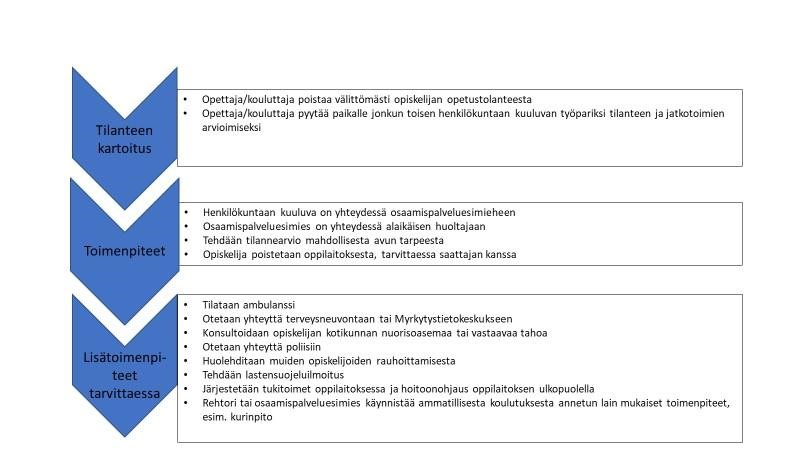 Tilanteen
kartoitus
• Opettaja/kouluttaja poistaa välittömästi opiskelijan opetustolanteesta
• Opettaja/kouluttaja pyytää paikalle jonkun toisen henkilökuntaan kuuluvan työpariksi tilanteen ja jatkotoimien
arvioimiseksi
Toimenpiteet
• Henkilökuntaan kuuluva on yhteydessä osaamispalveluesimieheen
• Osaamispalveluesimies on yhteydessä alaikäisen huoltajaan
• Tehdään tilannearvio mahdollisesta avun tarpeesta
• Opiskelija poistetaan oppilaitoksesta, tarvittaessa saattajan kanssa
Lisätoimenpi-
teet
tarvittaessa
• Tilataan ambulanssi
• Otetaan yhteyttä terveysneuvontaan tai Myrkytystietokeskukseen
• Konsultoidaan opiskelijan kotikunnan nuorisoasemaa tai vastaavaa tahoa
• Otetaan yhteyttä poliisiin
• Huolehditaan muiden opiskelijoiden rauhoittamisesta
• Tehdään lastensuojeluilmoitus
• Järjestetään tukitoimet oppilaitoksessa ja hoitoonohjaus oppilaitoksen ulkopuolella
• Rehtori tai osaamispalveluesimies käynnistää ammatillisesta koulutuksesta annetun lain mukaiset toimenpiteet,
esim. kurinpito